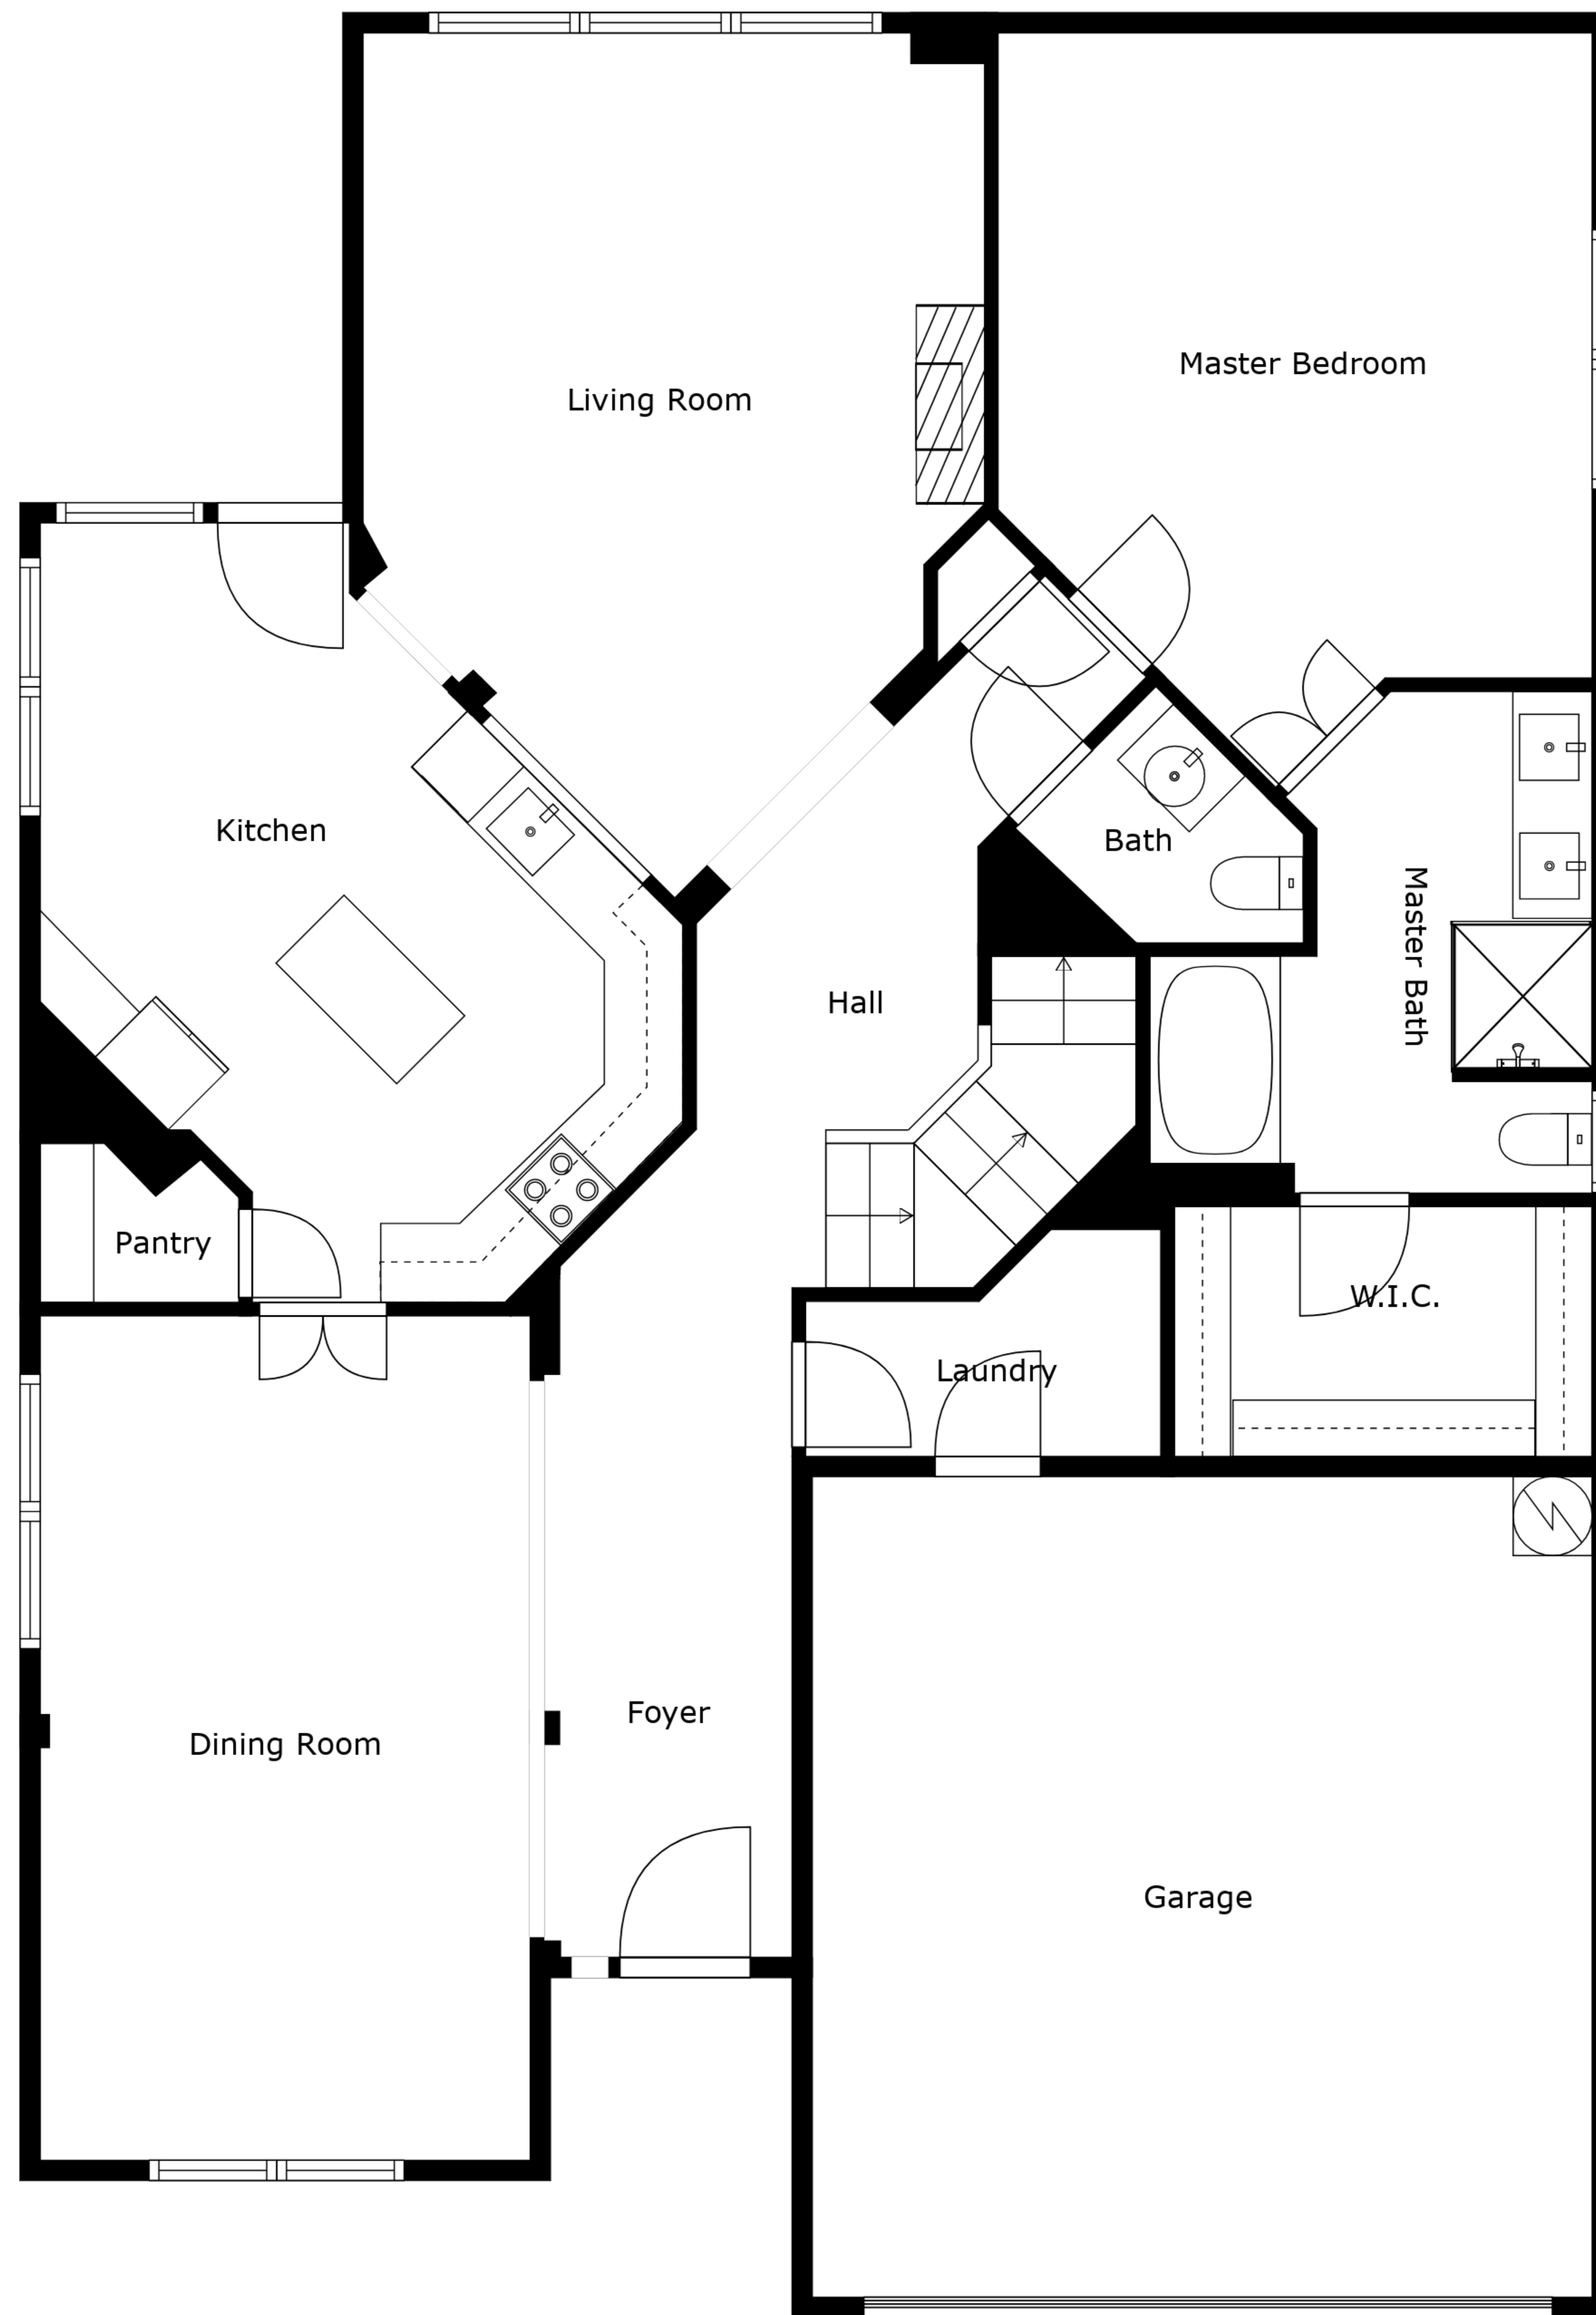 Master Bedroom
Living Room
Kitchen
Bath
Master Bath
Hall
Pantry
W.I.C.
Laundry
Foyer
Dining Room
Garage